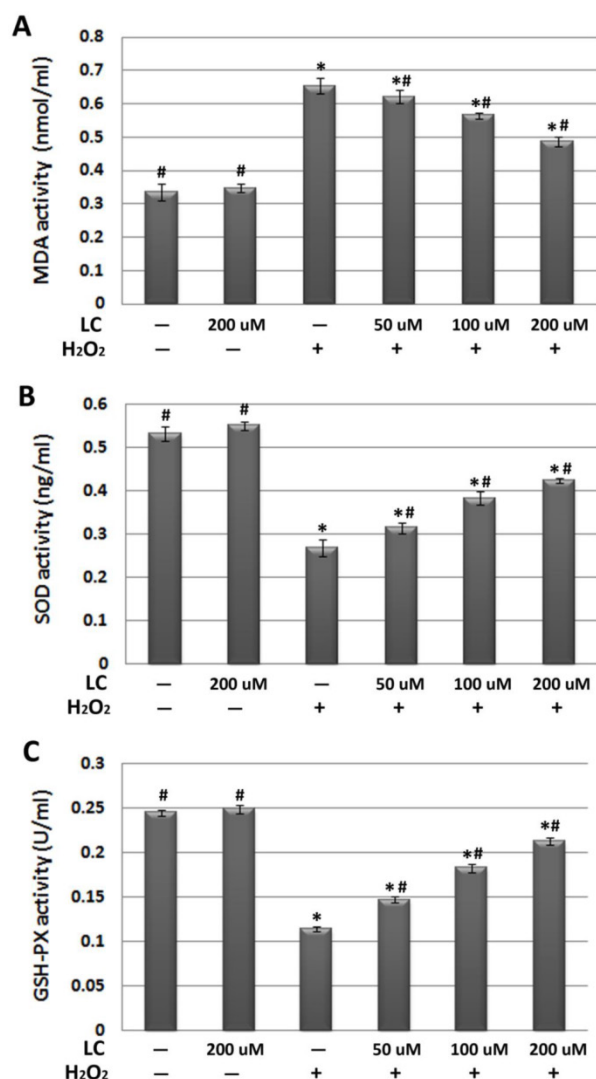 A
MDA activity (nmol/ml)
0.8
0.7
0.6
0.5
0.4
0.3
0.2
0.1
0
# # * *# *# *#
LC — 200 uM — 50 uM 100 uM 200 uM
H₂O₂ — — + + + +
B
SOD activity (ng/ml)
0.6
0.5
0.4
0.3
0.2
0.1
0
# # * *# *# *#
LC — 200 uM — 50 uM 100 uM 200 uM
H₂O₂ — — + + + +
C
GSH-PX activity (U/ml)
0.3
0.25
0.2
0.15
0.1
0.05
0
# # * *# *# *#
LC — 200 uM — 50 uM 100 uM 200 uM
H₂O₂ — — + + + +